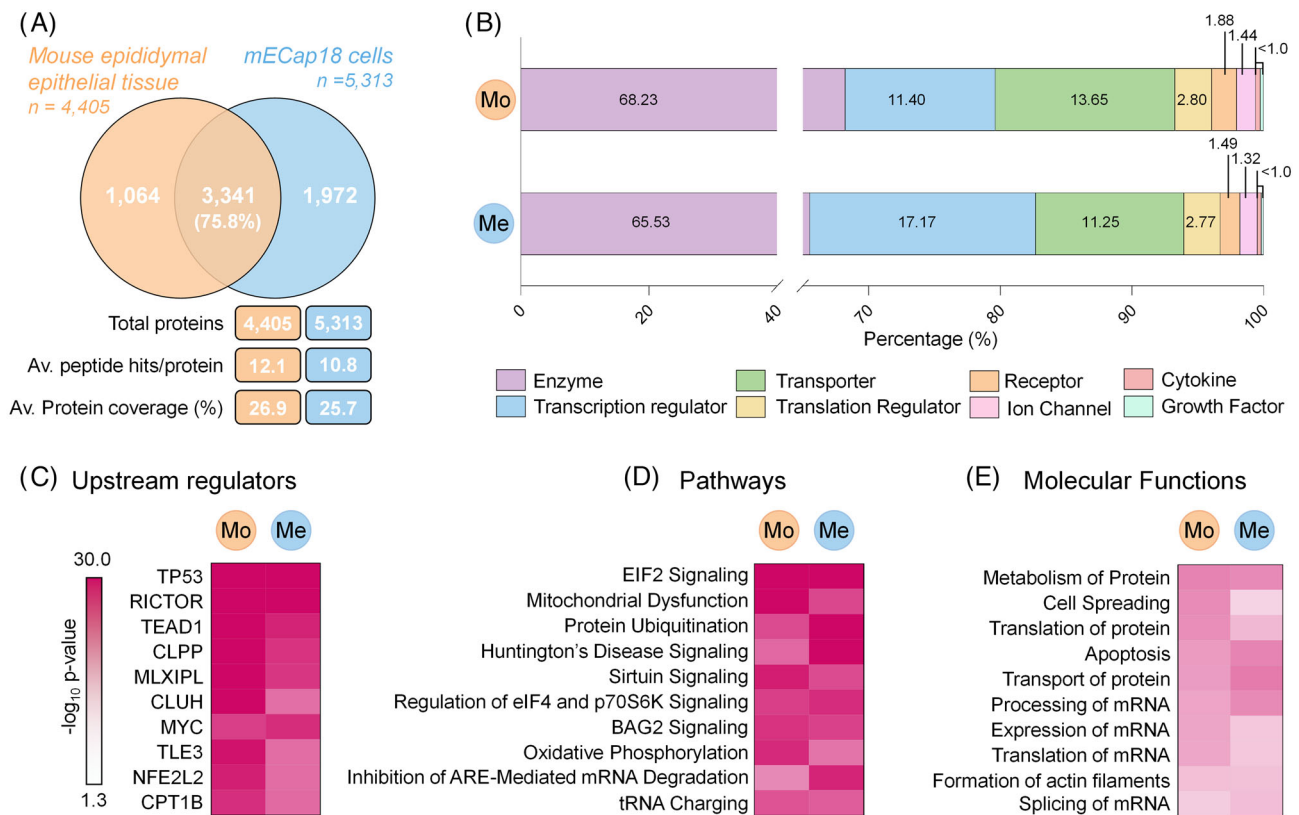 (A)
Mouse epididymal
epithelial tissue
n = 4,405
mECap18 cells
n =5,313
1,064
3,341
(75.8%)
1,972
Total proteins
4,405
5,313
Av. peptide hits/protein
12.1
10.8
Av. Protein coverage (%)
26.9
25.7
(B)
1.88
1.44
<1.0
Mo
68.23
11.40
13.65
2.80
1.49
1.32
<1.0
Me
65.53
17.17
11.25
2.77
0
20
40
70
80
90
100
Percentage (%)
Enzyme
Transporter
Receptor
Cytokine
Transcription regulator
Translation Regulator
Ion Channel
Growth Factor
(C) Upstream regulators
Mo
Me
30.0
-log10 p-value
1.3
TP53
RICTOR
TEAD1
CLPP
MLXIPL
CLUH
MYC
TLE3
NFE2L2
CPT1B
(D) Pathways
Mo
Me
EIF2 Signaling
Mitochondrial Dysfunction
Protein Ubiquitination
Huntington's Disease Signaling
Sirtuin Signaling
Regulation of eIF4 and p70S6K Signaling
BAG2 Signaling
Oxidative Phosphorylation
Inhibition of ARE-Mediated mRNA Degradation
tRNA Charging
(E) Molecular Functions
Mo
Me
Metabolism of Protein
Cell Spreading
Translation of protein
Apoptosis
Transport of protein
Processing of mRNA
Expression of mRNA
Translation of mRNA
Formation of actin filaments
Splicing of mRNA